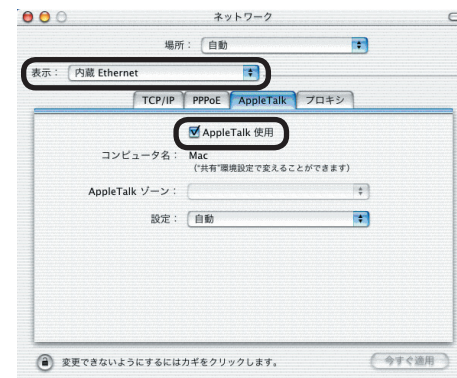 ネットワーク
場所： 自動
表示： 内蔵 Ethernet
TCP/IP PPPoE AppleTalk プロキシ
AppleTalk 使用
コンピュータ名： Mac
("共有"環境設定で変えることができます)
AppleTalk ゾーン：
設定： 自動
変更できないようにするにはカギをクリックします。
今すぐ適用